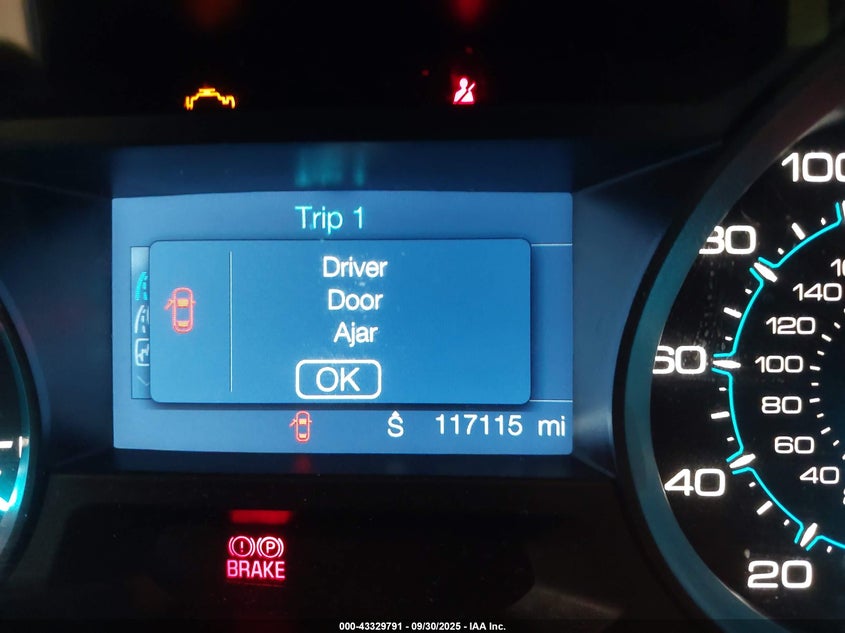 Trip 1
Driver
Door
Ajar
OK
S 117115 mi
(!) (P)
BRAKE
100
80
60
40
20
140
120
100
80
60
40
000-43329791 - 09/30/2025 - IAA Inc.